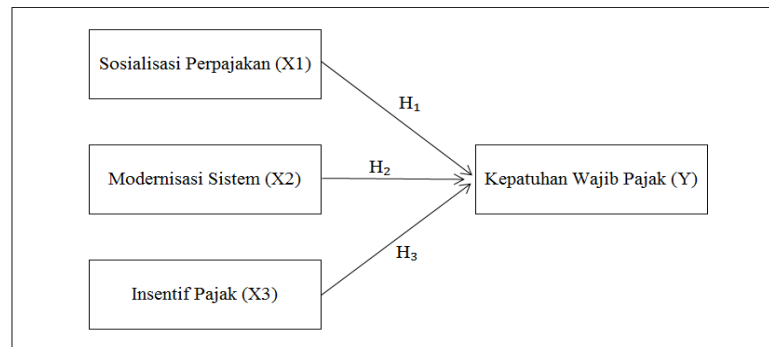 Sosialisasi Perpajakan (X1)
H₁
Modernisasi Sistem (X2)
H₂
Kepatuhan Wajib Pajak (Y)
H₃
Insentif Pajak (X3)